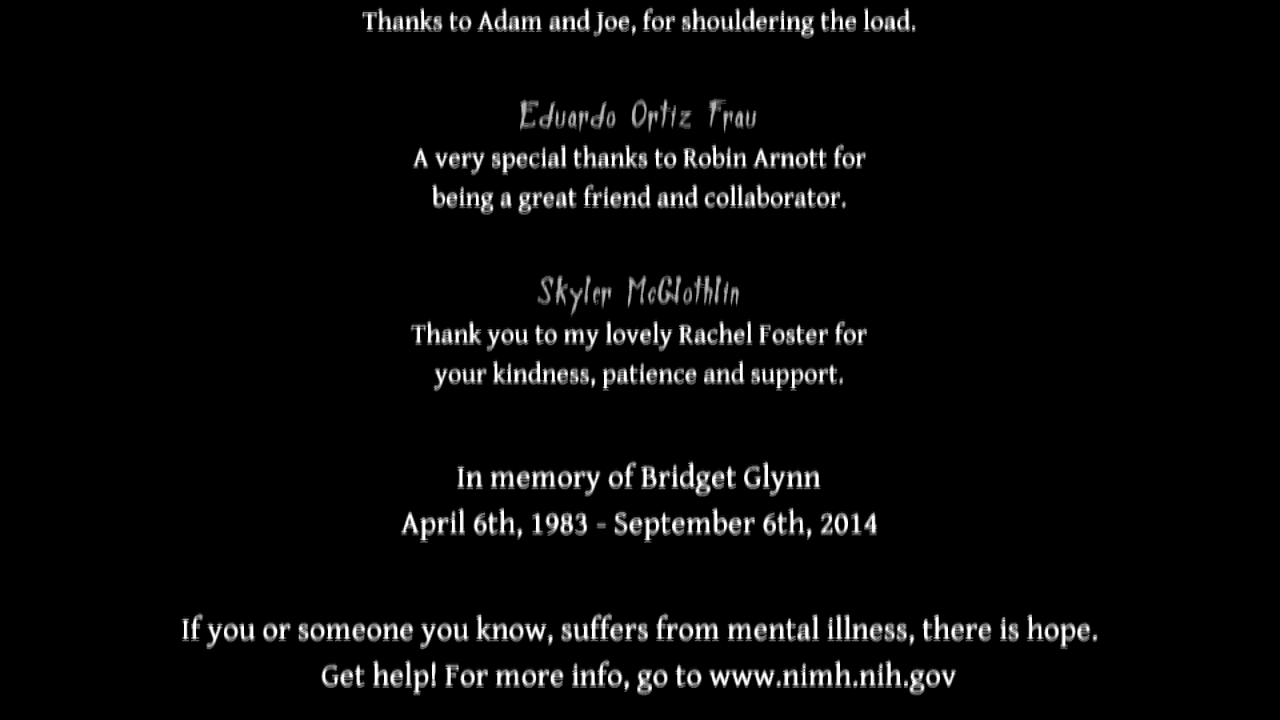 Thanks to Adam and Joe, for shouldering the load.
Eduardo Ortiz Frau
A very special thanks to Robin Arnott for
being a great friend and collaborator.
Skyler McGlothlin
Thank you to my lovely Rachel Foster for
your kindness, patience and support.
In memory of Bridget Glynn
April 6th, 1983 - September 6th, 2014
If you or someone you know, suffers from mental illness, there is hope.
Get help! For more info, go to www.nimh.nih.gov